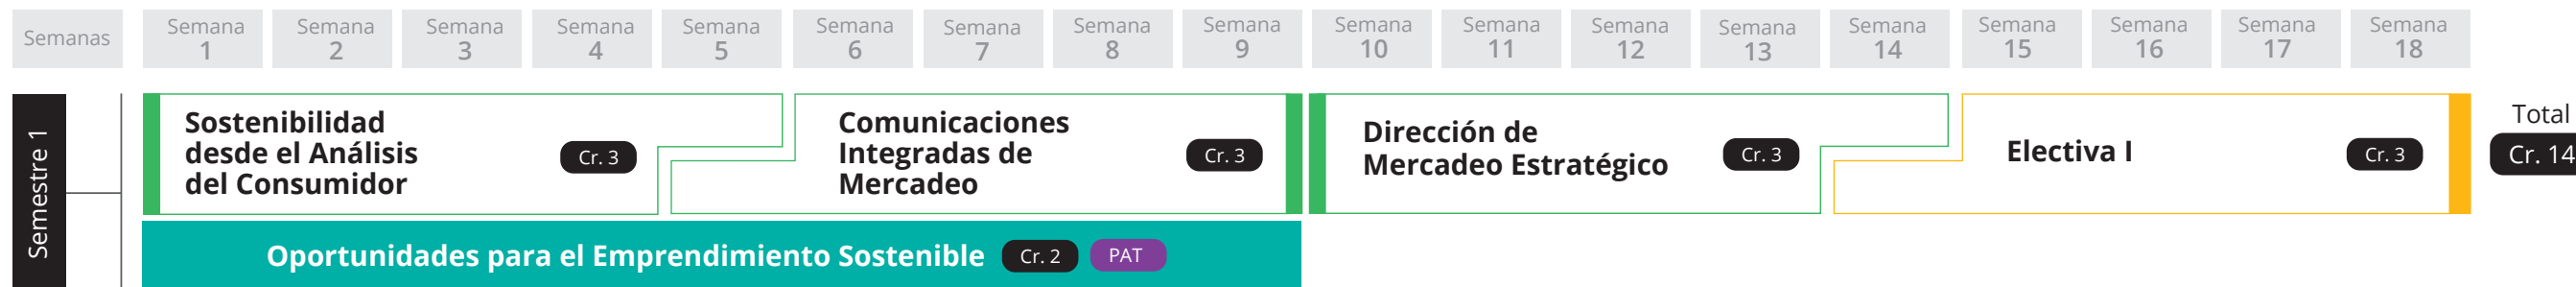 Semanas
Semana
1
Semana
2
Semana
3
Semana
4
Semana
5
Semana
6
Semana
7
Semana
8
Semana
9
Semana
10
Semana
11
Semana
12
Semana
13
Semana
14
Semana
15
Semana
16
Semana
17
Semana
18
Semestre 1
Sostenibilidad
desde el Análisis
del Consumidor
Cr. 3
Comunicaciones
Integradas de
Mercadeo
Cr. 3
Dirección de
Mercadeo Estratégico
Cr. 3
Electiva I
Cr. 3
Total
Cr. 14
Oportunidades para el Emprendimiento Sostenible Cr. 2 PAT